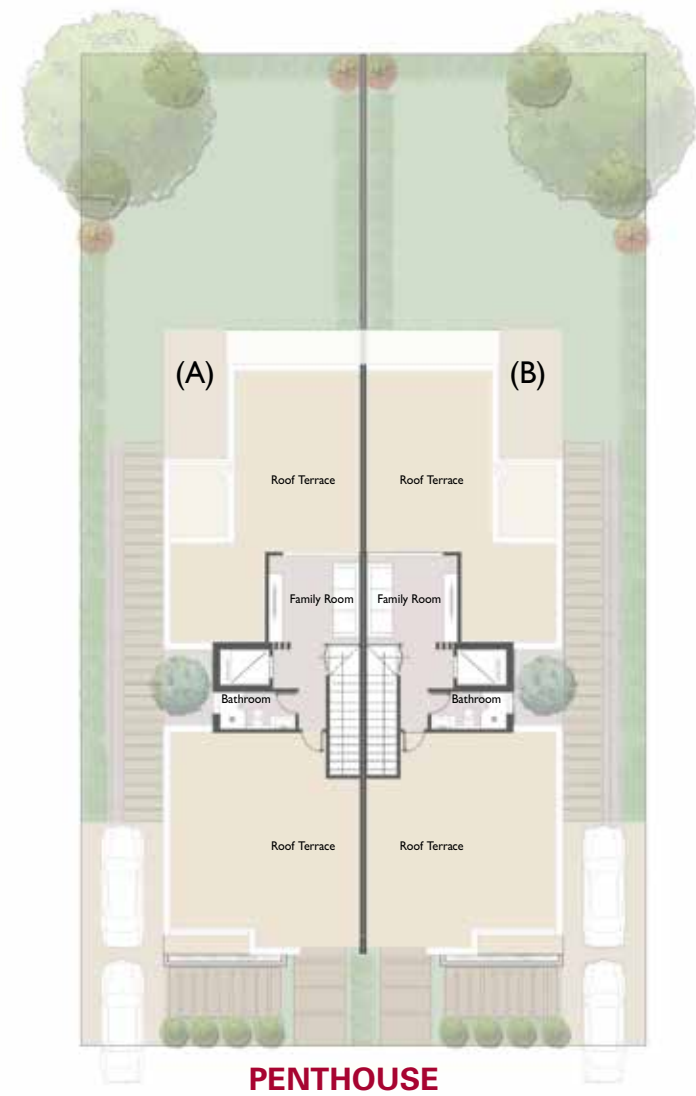 (A) (B)
Roof Terrace Roof Terrace
Family Room Family Room
Bathroom Bathroom
Roof Terrace Roof Terrace
PENTHOUSE